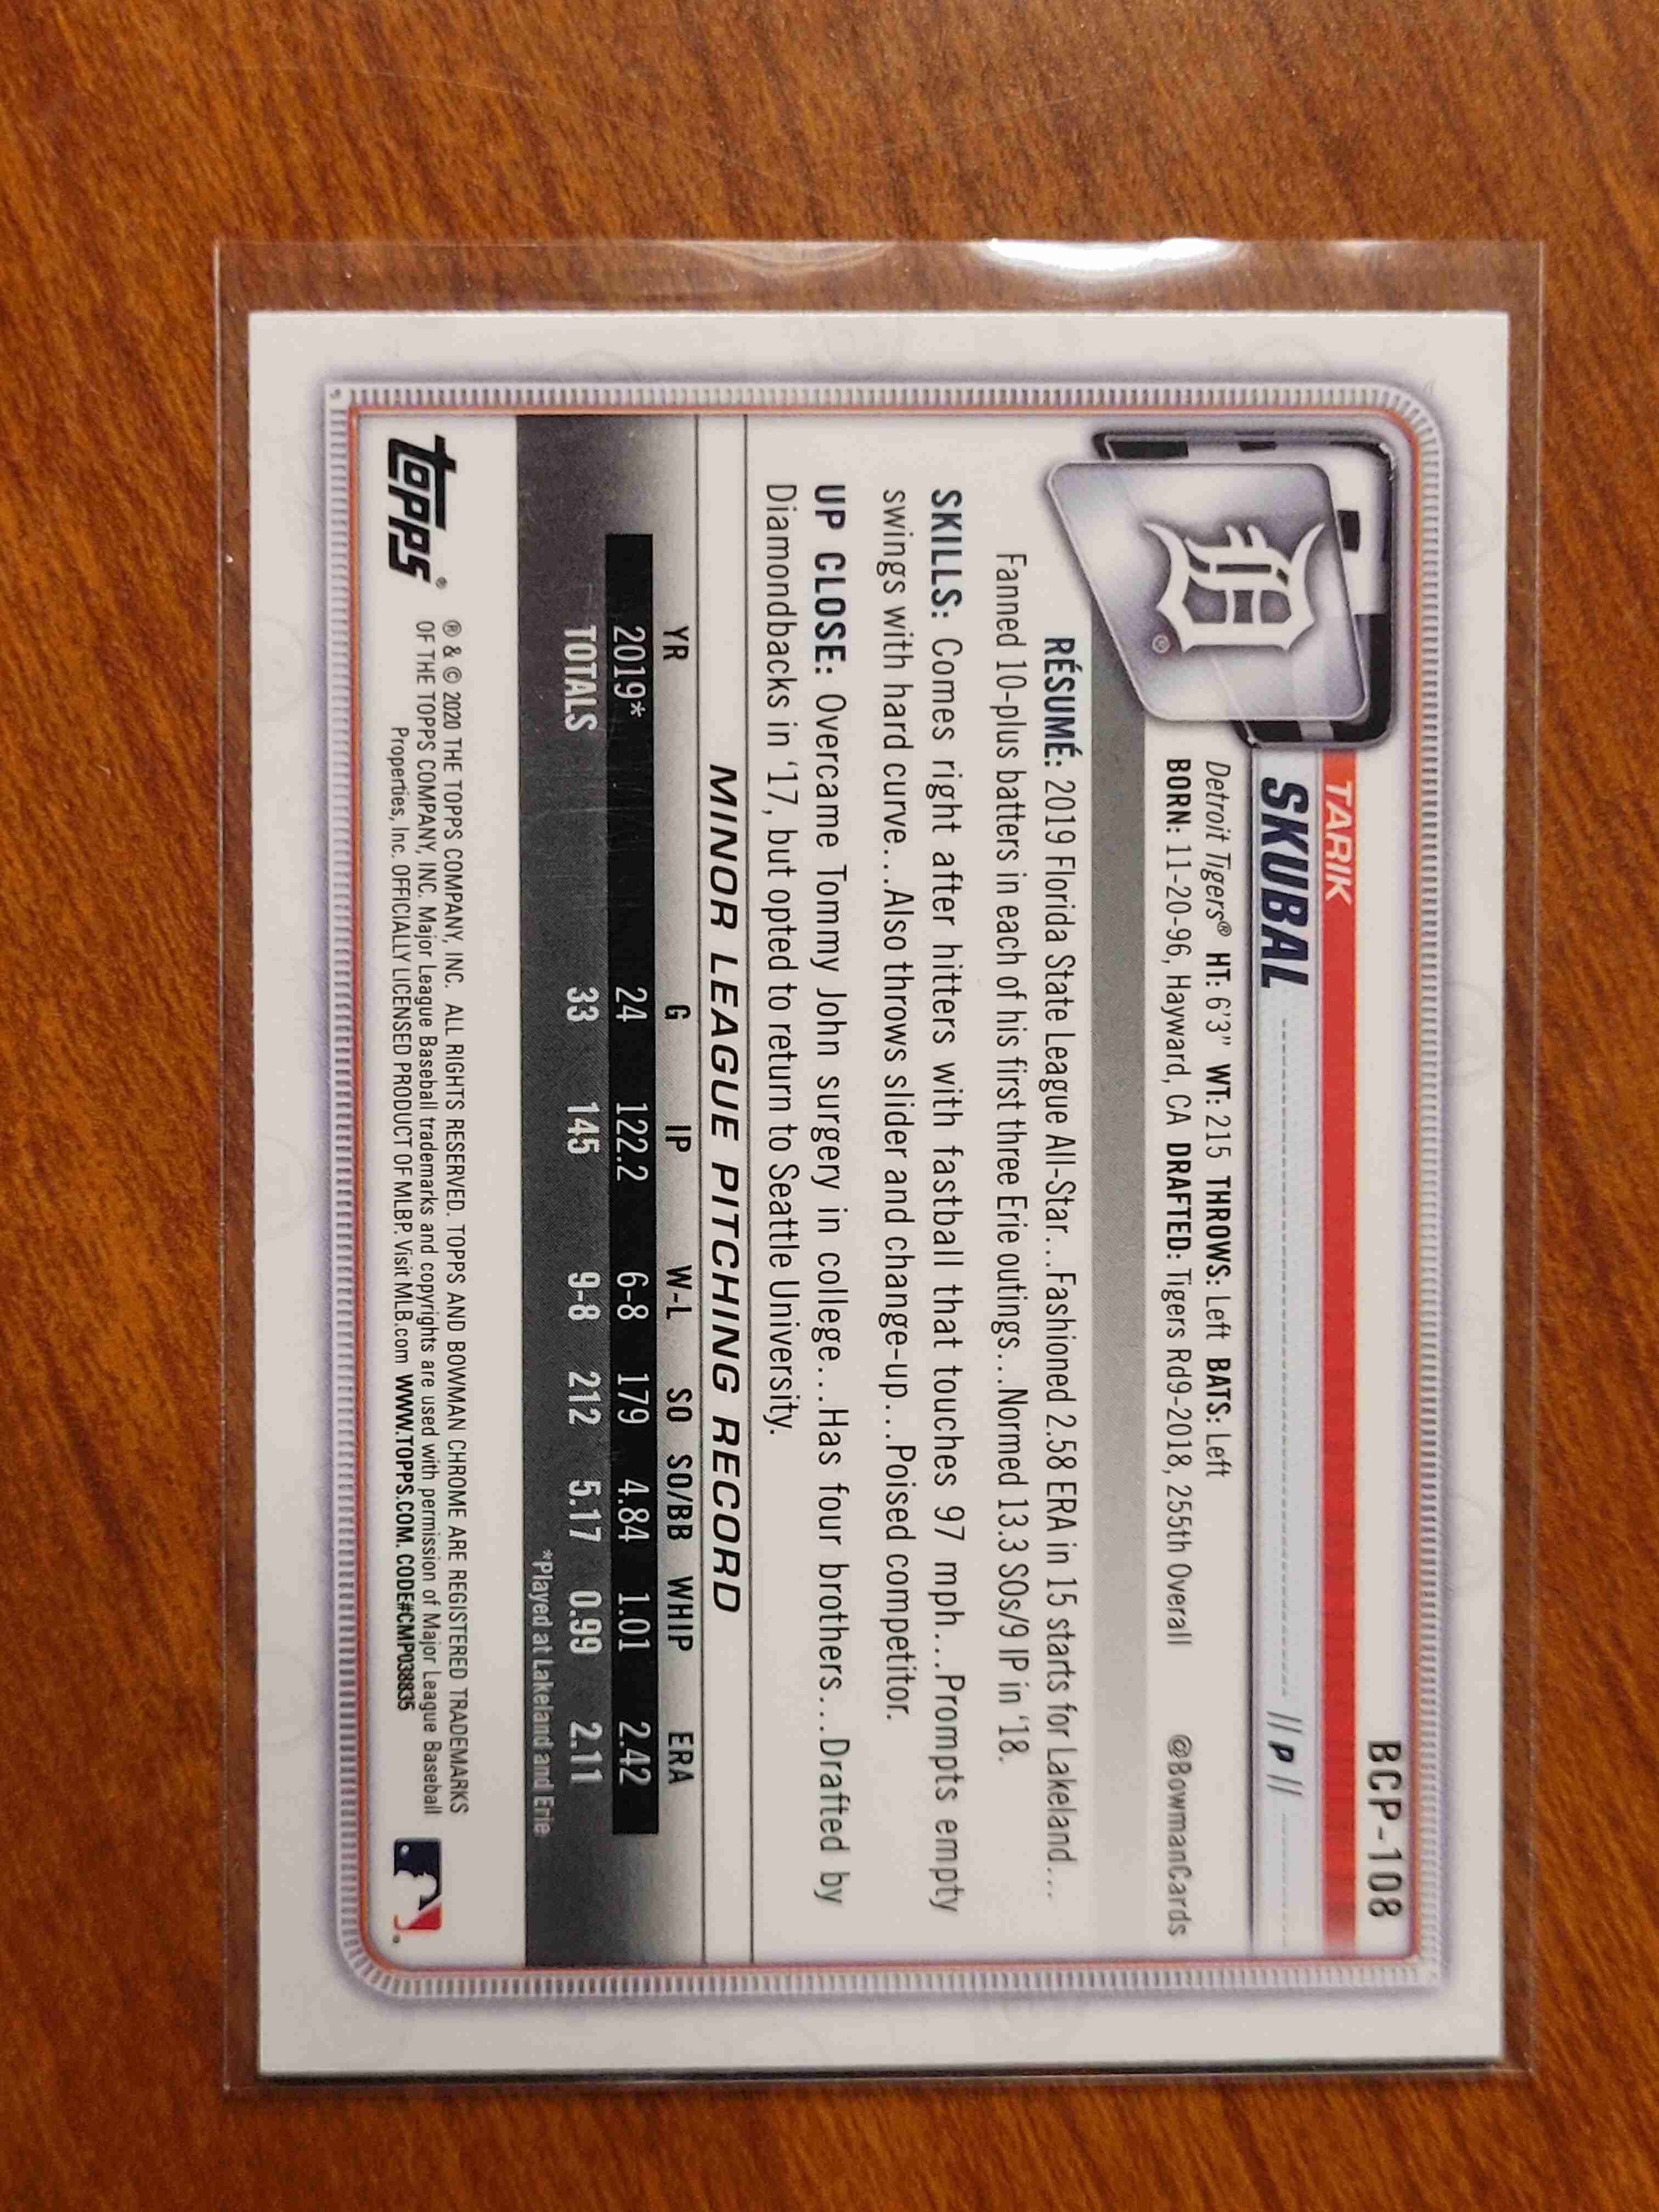 BCP-108
TARIK
SKUBAL // P //
Detroit Tigers® HT: 6'3" WT: 215 THROWS: Left BATS: Left @BowmanCards
BORN: 11-20-96, Hayward, CA DRAFTED: Tigers Rd9-2018, 255th Overall
D®
RÉSUMÉ: 2019 Florida State League All-Star...Fashioned 2.58 ERA in 15 starts for Lakeland...
Fanned 10-plus batters in each of his first three Erie outings...Normed 13.3 SOs/9 IP in '18.
SKILLS: Comes right after hitters with fastball that touches 97 mph...Prompts empty
swings with hard curve...Also throws slider and change-up...Poised competitor.
UP CLOSE: Overcame Tommy John surgery in college...Has four brothers...Drafted by
Diamondbacks in '17, but opted to return to Seattle University.
MINOR LEAGUE PITCHING RECORD
YR G IP W-L SO SO/BB WHIP ERA
2019* 24 122.2 6-8 179 4.84 1.01 2.42
TOTALS 33 145 9-8 212 5.17 0.99 2.11
*Played at Lakeland and Erie
topps®
® & © 2020 THE TOPPS COMPANY, INC. ALL RIGHTS RESERVED. TOPPS AND BOWMAN CHROME ARE REGISTERED TRADEMARKS
OF THE TOPPS COMPANY, INC. Major League Baseball trademarks and copyrights are used with permission of Major League Baseball
Properties, Inc. OFFICIALLY LICENSED PRODUCT OF MLBP. Visit MLB.com WWW.TOPPS.COM. CODE#CMP038835